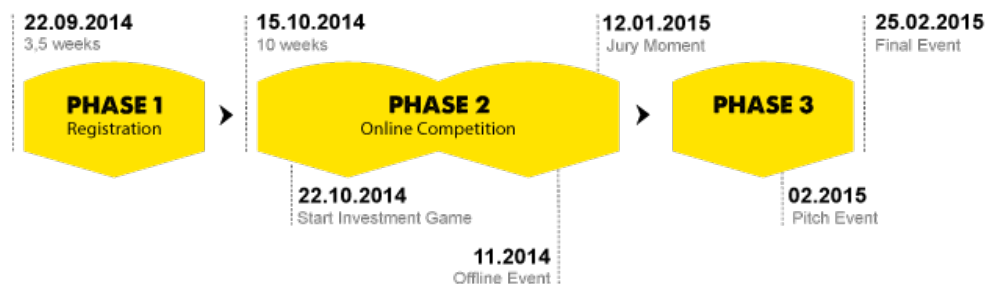 22.09.2014
3,5 weeks
PHASE 1
Registration
15.10.2014
10 weeks
PHASE 2
Online Competition
22.10.2014
Start Investment Game
11.2014
Offline Event
12.01.2015
Jury Moment
PHASE 3
02.2015
Pitch Event
25.02.2015
Final Event